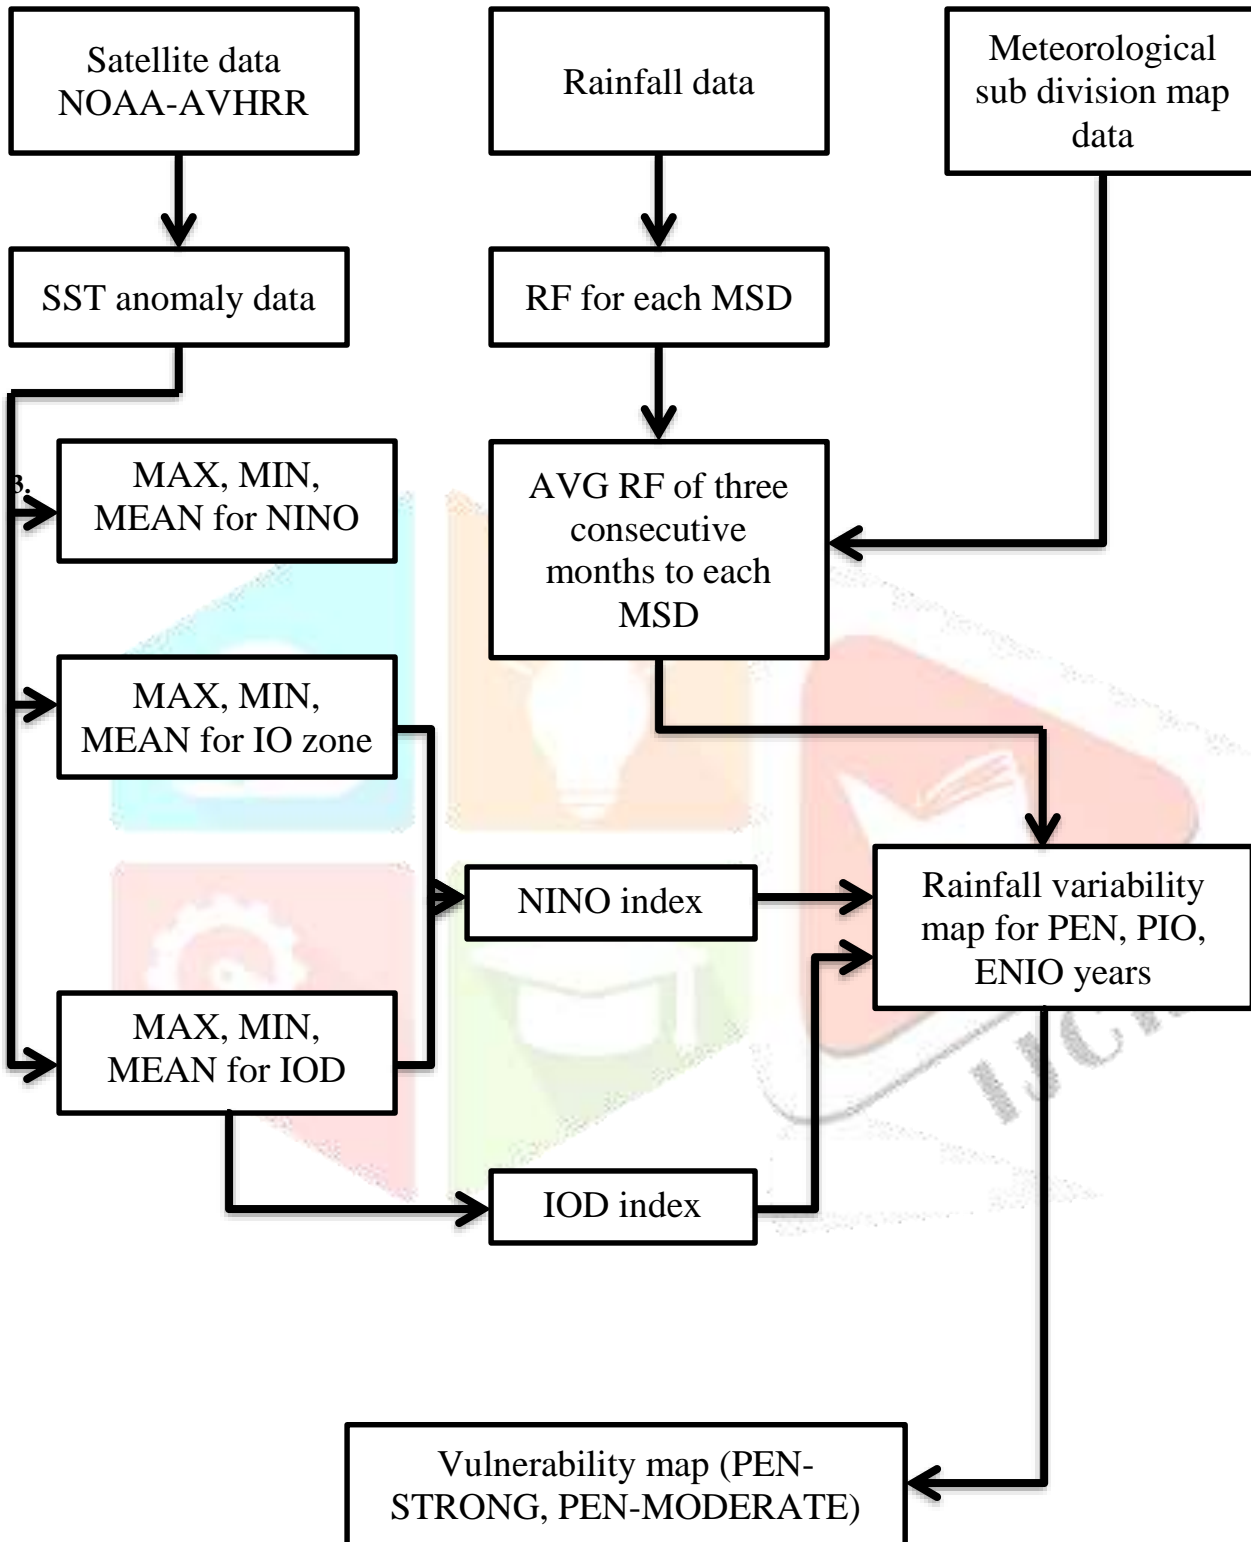 Satellite data
NOAA-AVHRR
Rainfall data
Meteorological
sub division map
data
SST anomaly data
RF for each MSD
3.
MAX, MIN,
MEAN for NINO
AVG RF of three
consecutive
months to each
MSD
MAX, MIN,
MEAN for IO zone
NINO index
Rainfall variability
map for PEN, PIO,
ENIO years
MAX, MIN,
MEAN for IOD
IOD index
Vulnerability map (PEN-
STRONG, PEN-MODERATE)